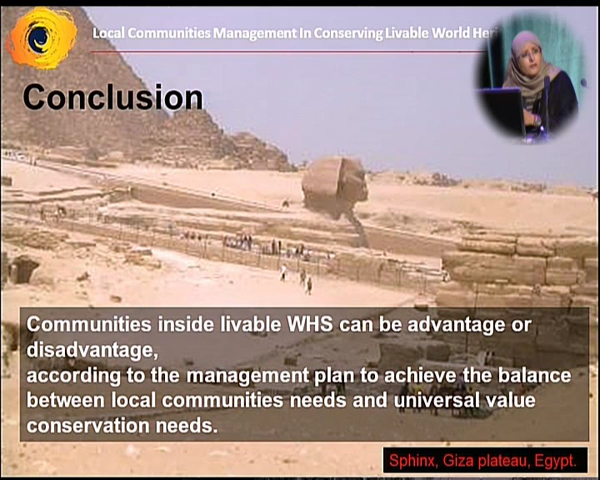 Local Communities Management In Conserving Livable World
Conclusion
Communities inside livable WHS can be advantage or
disadvantage,
according to the management plan to achieve the balance
between local communities needs and universal value
conservation needs.
Sphinx, Giza plateau, Egypt.